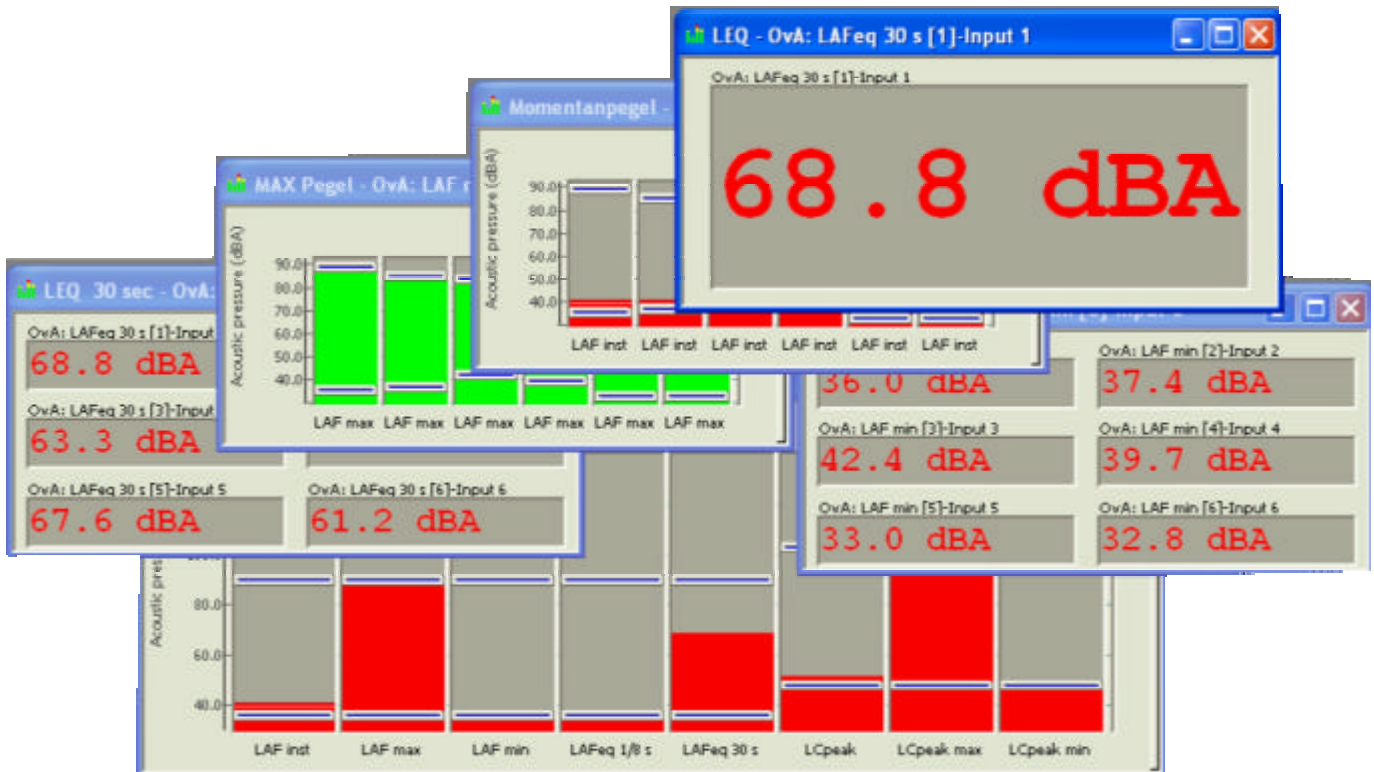 LEQ - OvA: LAFeq 30 s [1]-Input 1
OvA: LAFeq 30 s [1]-Input 1
68.8 dBA
Momentanpegel -
Acoustic pressure (dBA)
90.0
80.0
70.0
60.0
50.0
40.0
LAF inst LAF inst LAF inst LAF inst LAF inst LAF inst
MAX Pegel - OvA: LAF
Acoustic pressure (dBA)
90.0
80.0
70.0
60.0
50.0
40.0
LAF max LAF max LAF max LAF max LAF max LAF max
LEQ 30 sec - OvA:
OvA: LAFeq 30 s [1]-Input
68.8 dBA
OvA: LAFeq 30 s [3]-Input
63.3 dBA
OvA: LAFeq 30 s [5]-Input 5
67.6 dBA
OvA: LAFeq 30 s [6]-Input 6
61.2 dBA
36.0 dBA
OvA: LAF min [2]-Input 2
37.4 dBA
OvA: LAF min [3]-Input 3
42.4 dBA
OvA: LAF min [4]-Input 4
39.7 dBA
OvA: LAF min [5]-Input 5
33.0 dBA
OvA: LAF min [6]-Input 6
32.8 dBA
Acoustic
80.0
60.0
40.0
LAF inst LAF max LAF min LAFeq 1/8 s LAFeq 30 s LCpeak LCpeak max LCpeak min